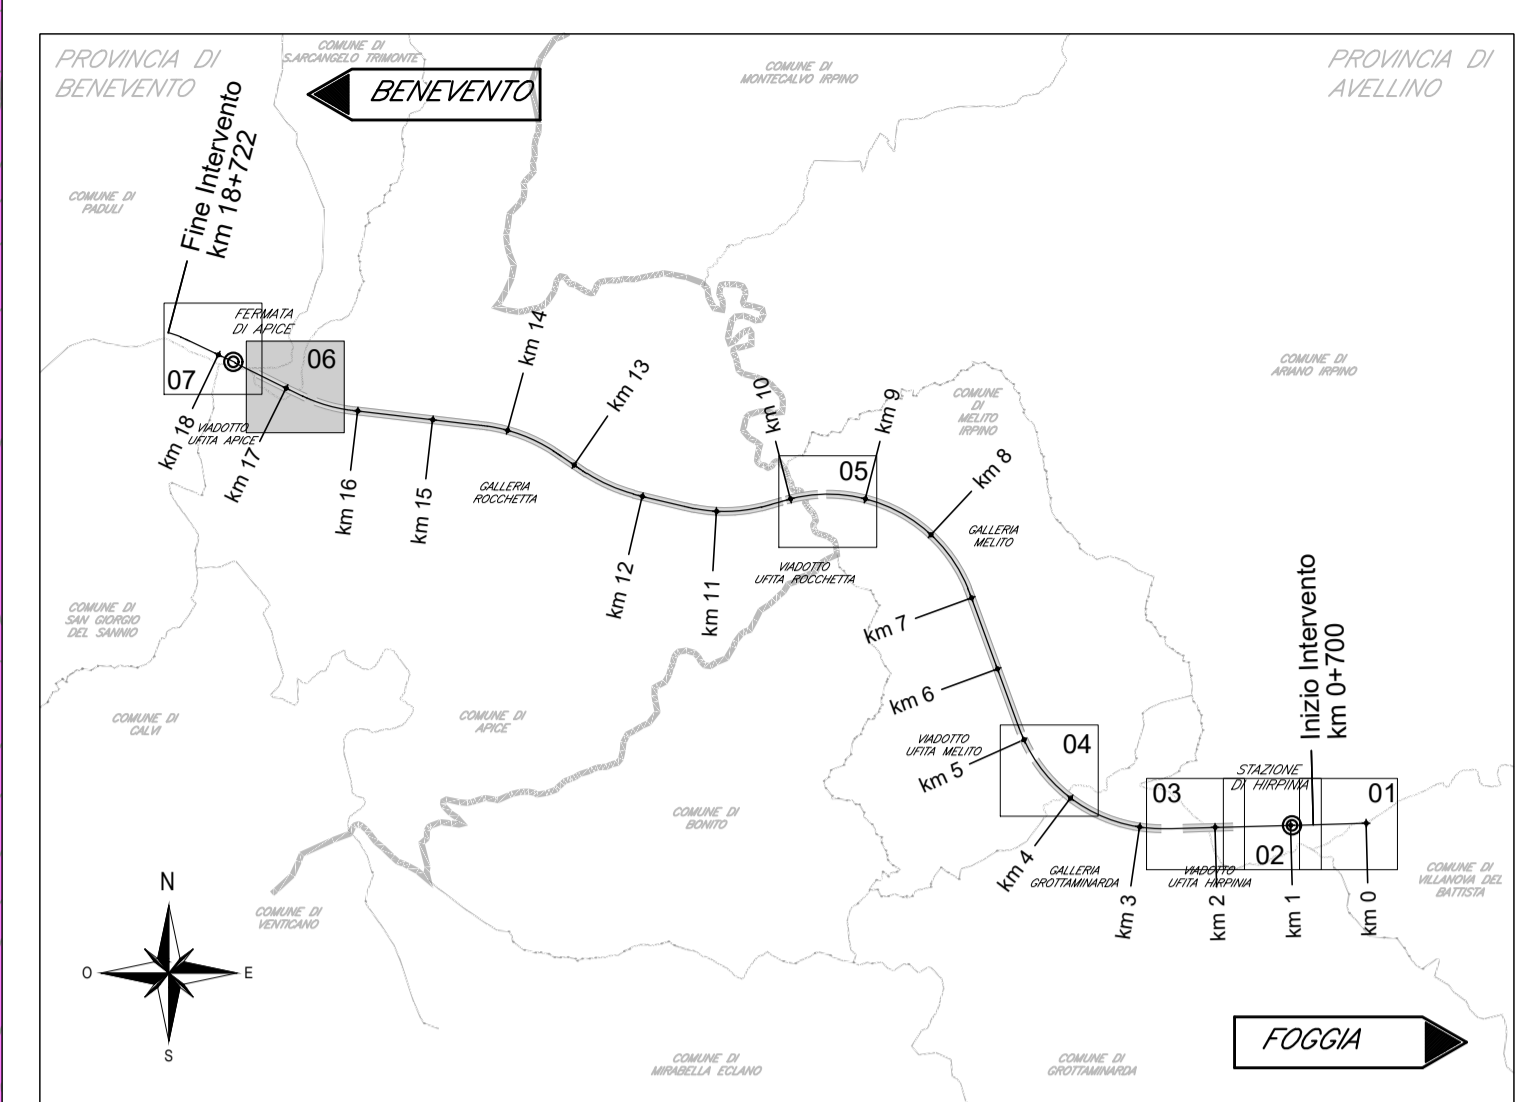 PROVINCIA DI
BENEVENTO
COMUNE DI
S.ARCANGELO TRIMONTE
BENEVENTO
COMUNE DI
MONTECALVO IRPINO
PROVINCIA DI
AVELLINO
Fine Intervento
km 18+722
COMUNE DI
PADULI
FERMATA
DI APICE
07
06
VIADOTTO
UFITA APICE
km 18
km 17
km 16
km 15
km 14
km 13
GALLERIA
ROCCHETTA
km 12
km 11
km 10
km 9
05
VIADOTTO
UFITA ROCCHETTA
COMUNE
DI
MELITO
IRPINO
COMUNE DI
ARIANO IRPINO
km 8
GALLERIA
MELITO
km 7
km 6
VIADOTTO
UFITA MELITO
km 5
04
Inizio Intervento
km 0+700
STAZIONE
DI HIRPINIA
03
02
01
km 4
GALLERIA
GROTTAMINARDA
km 3
VIADOTTO
UFITA HIRPINIA
km 2
km 1
km 0
COMUNE DI
VILLANOVA DEL
BATTISTA
COMUNE DI
SAN GIORGIO
DEL SANNIO
COMUNE DI
CALVI
COMUNE DI
APICE
COMUNE DI
BONITO
COMUNE DI
VENTICANO
N
O
E
S
COMUNE DI
MIRABELLA ECLANO
COMUNE DI
GROTTAMINARDA
FOGGIA